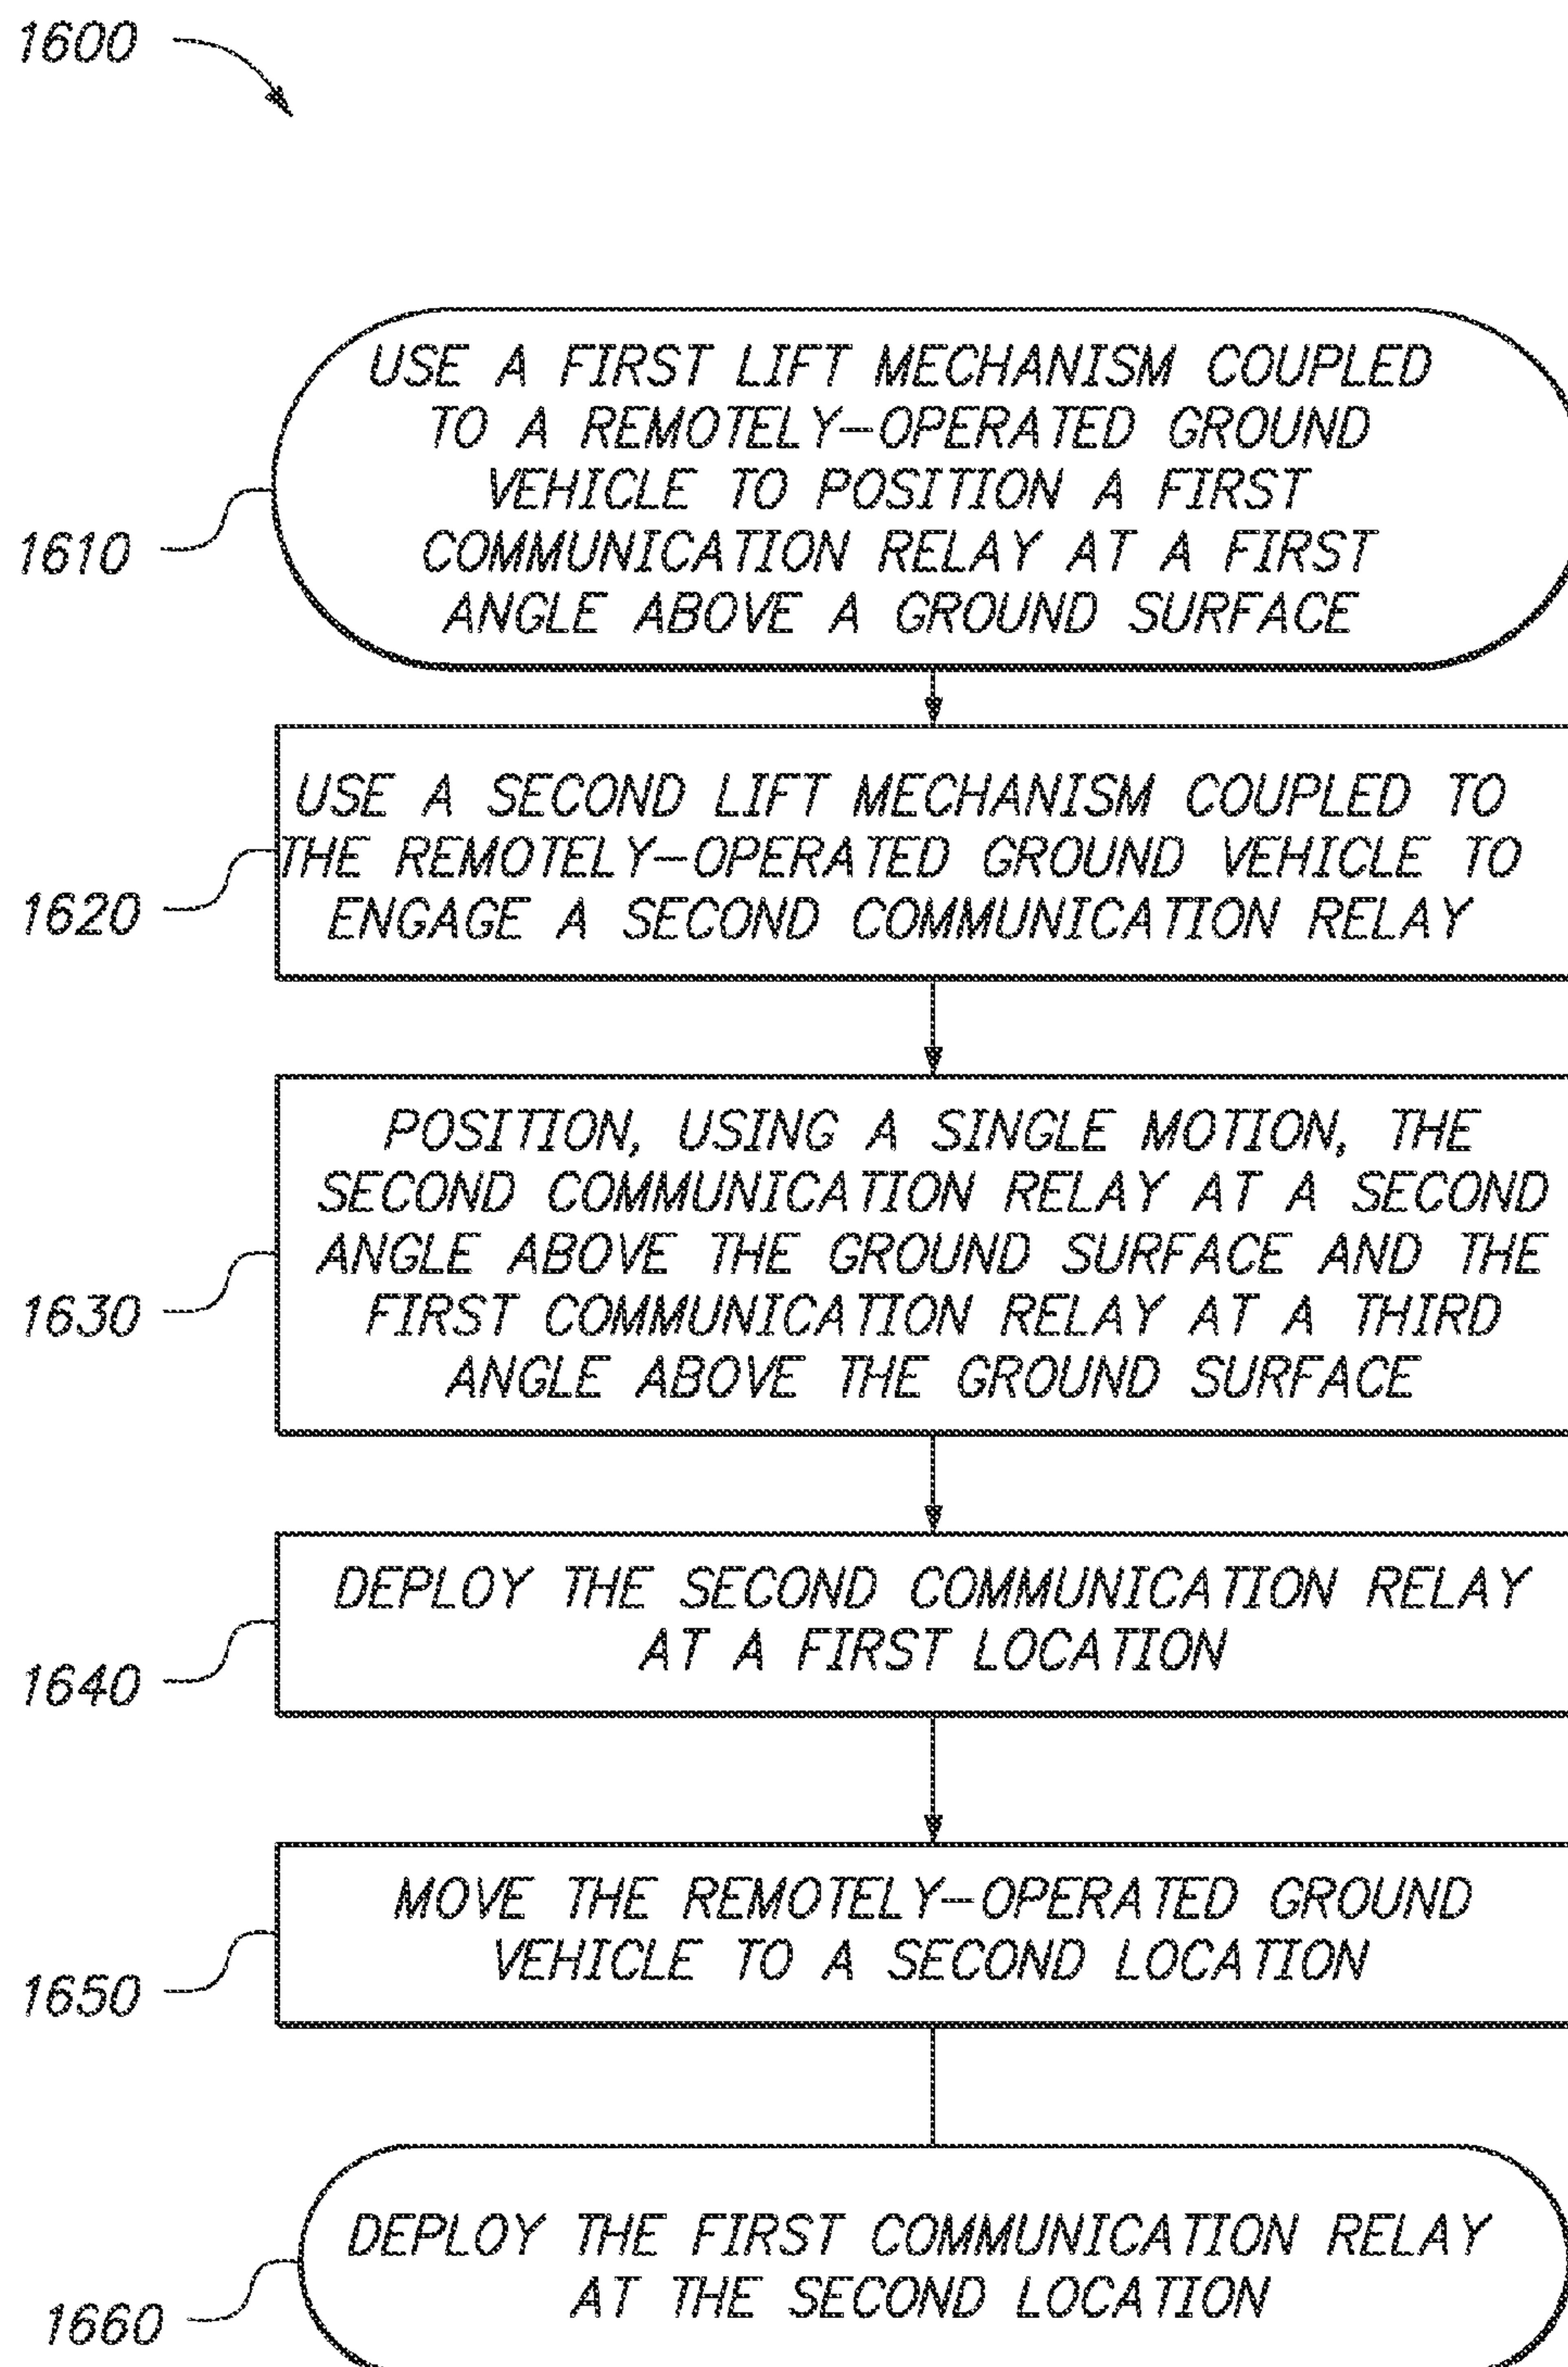 1600
USE A FIRST LIFT MECHANISM COUPLED
TO A REMOTELY-OPERATED GROUND
VEHICLE TO POSITION A FIRST
COMMUNICATION RELAY AT A FIRST
ANGLE ABOVE A GROUND SURFACE
1610
USE A SECOND LIFT MECHANISM COUPLED TO
THE REMOTELY-OPERATED GROUND VEHICLE TO
ENGAGE A SECOND COMMUNICATION RELAY
1620
POSITION, USING A SINGLE MOTION, THE
SECOND COMMUNICATION RELAY AT A SECOND
ANGLE ABOVE THE GROUND SURFACE AND THE
FIRST COMMUNICATION RELAY AT A THIRD
ANGLE ABOVE THE GROUND SURFACE
1630
DEPLOY THE SECOND COMMUNICATION RELAY
AT A FIRST LOCATION
1640
MOVE THE REMOTELY-OPERATED GROUND
VEHICLE TO A SECOND LOCATION
1650
DEPLOY THE FIRST COMMUNICATION RELAY
AT THE SECOND LOCATION
1660